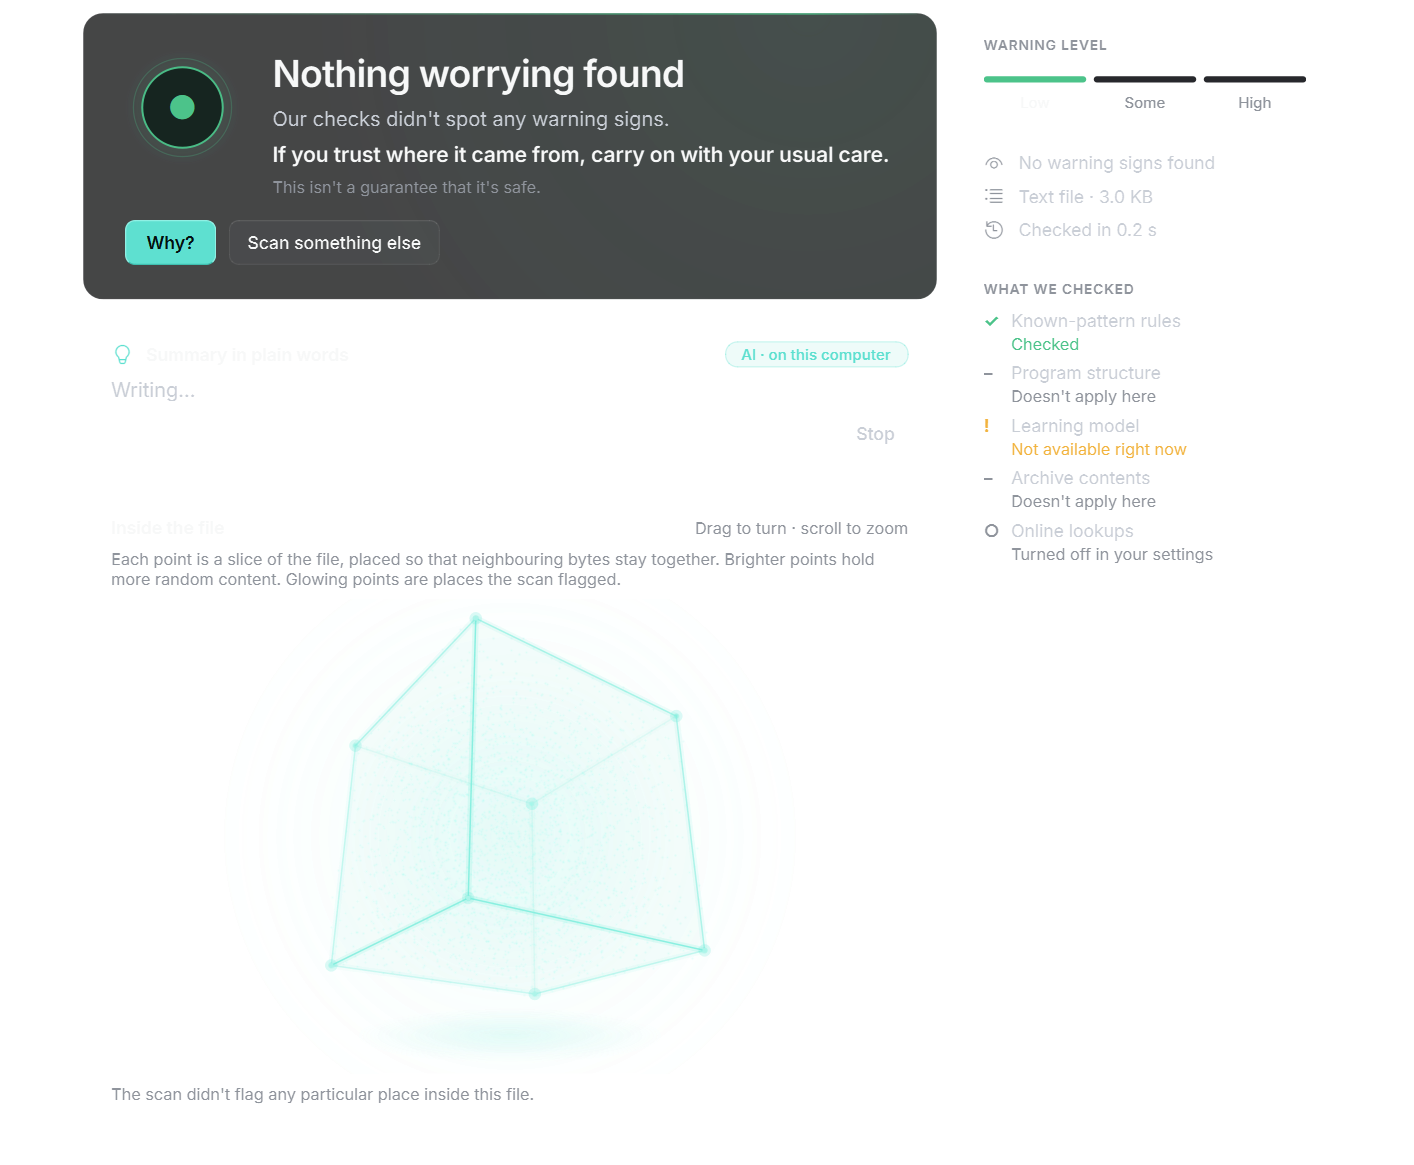 Nothing worrying found
Our checks didn't spot any warning signs.
If you trust where it came from, carry on with your usual care.
This isn't a guarantee that it's safe.
Why?
Scan something else
Summary in plain words
AI · on this computer
Writing...
Stop
Inside the file
Drag to turn · scroll to zoom
Each point is a slice of the file, placed so that neighbouring bytes stay together. Brighter points hold
more random content. Glowing points are places the scan flagged.
The scan didn't flag any particular place inside this file.
WARNING LEVEL
Low
Some
High
No warning signs found
Text file · 3.0 KB
Checked in 0.2 s
WHAT WE CHECKED
Known-pattern rules
Checked
Program structure
Doesn't apply here
Learning model
Not available right now
Archive contents
Doesn't apply here
Online lookups
Turned off in your settings